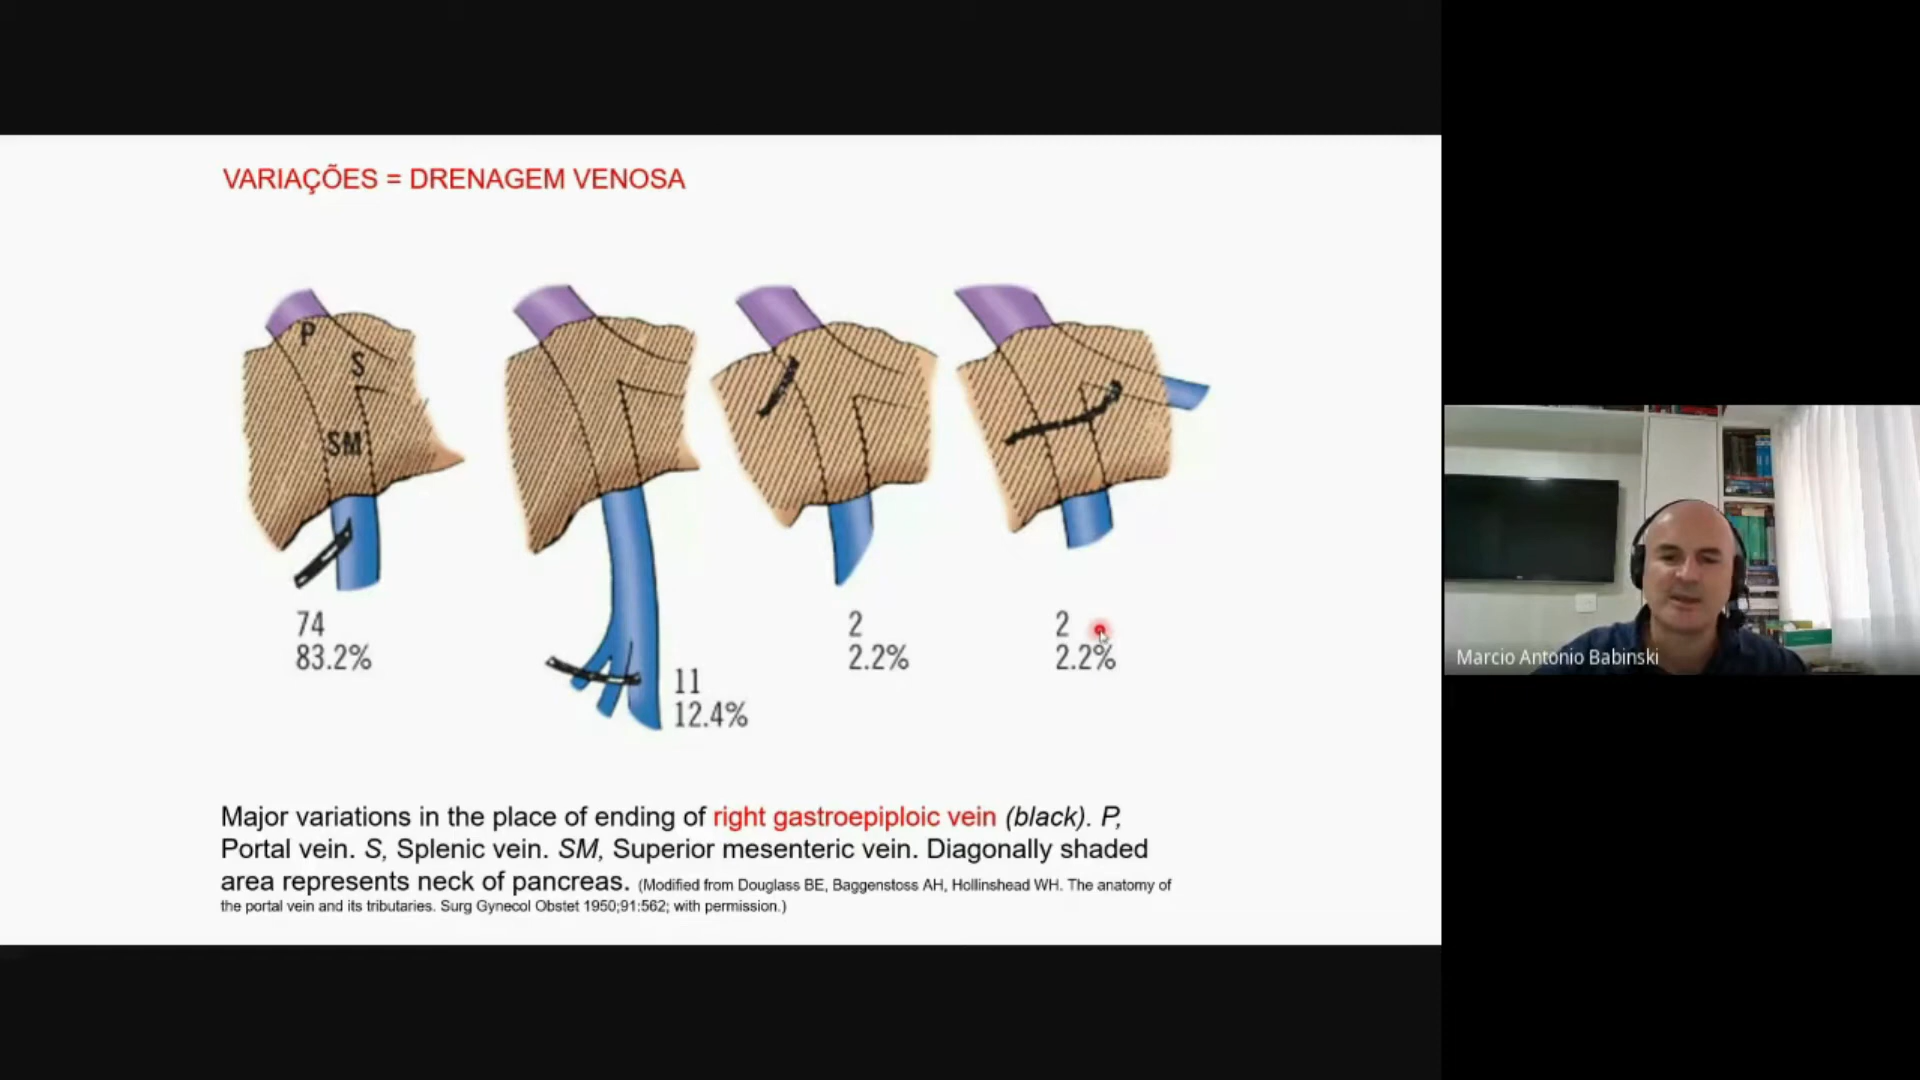 VARIAÇÕES = DRENAGEM VENOSA
P
S
SM
74
83.2%
11
12.4%
2
2.2%
2
2.2%
Major variations in the place of ending of right gastroepiploic vein (black). P,
Portal vein. S, Splenic vein. SM, Superior mesenteric vein. Diagonally shaded
area represents neck of pancreas. (Modified from Douglass BE, Baggenstoss AH, Hollinshead WH. The anatomy of
the portal vein and its tributaries. Surg Gynecol Obstet 1950;91:562; with permission.)
Marcio Antonio Babinski